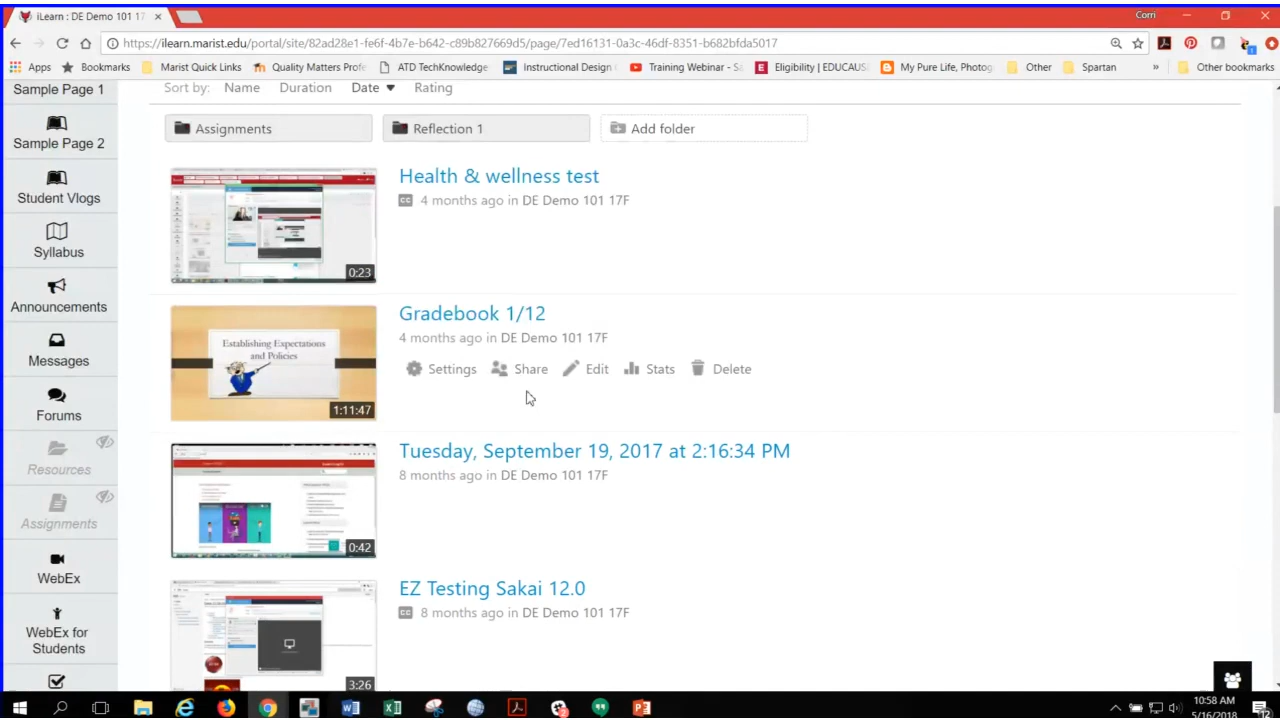 iLearn : DE Demo 101 17
Corri
https://ilearn.marist.edu/portal/site/82ad28e1-fe6f-4b7e-b642-c89b827669d5/page/7ed16131-0a3c-46df-8351-b682bfda5017
Apps Bookmarks Marist Quick Links Quality Matters Profe ATD Tecknowledge Instructional Design Training Webinar - Sa Eligibility | EDUCAUS My Pure Life, Photog Other Spartan » Other bookmarks
Sample Page 1
Sample Page 2
Student Vlogs
Syllabus
Announcements
Messages
Forums
Resources
Assignments
WebEx
WebEx for
Students
Sort by: Name Duration Date Rating
Assignments Reflection 1 Add folder
0:23
Health & wellness test
CC 4 months ago in DE Demo 101 17F
Establishing Expectations
and Policies
1:11:47
Gradebook 1/12
4 months ago in DE Demo 101 17F
Settings Share Edit Stats Delete
0:42
Tuesday, September 19, 2017 at 2:16:34 PM
8 months ago in DE Demo 101 17F
3:26
EZ Testing Sakai 12.0
CC 8 months ago in DE Demo 101 17F
10:58 AM
5/16/2018